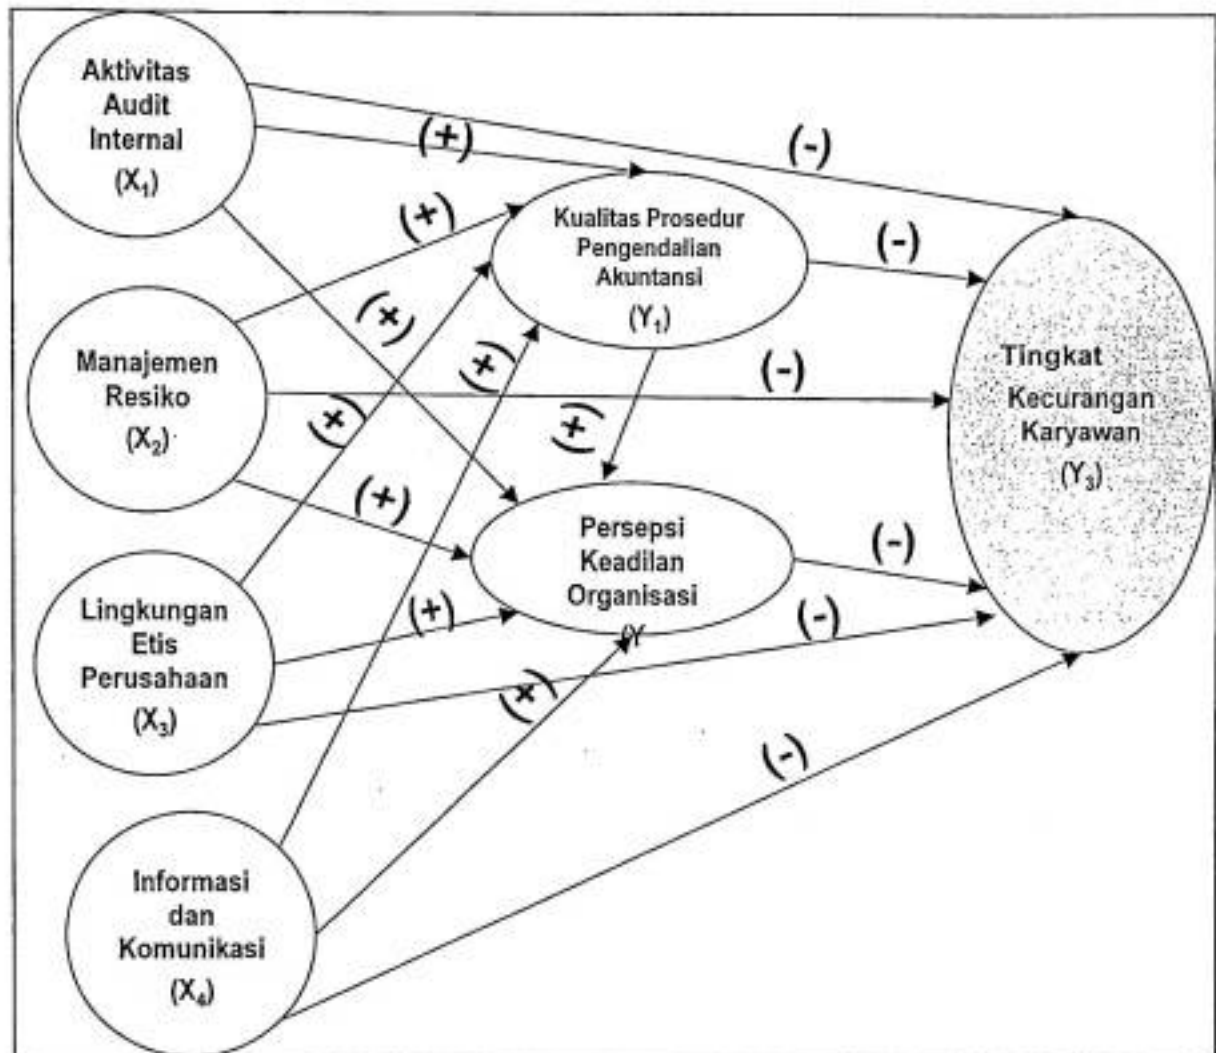 Aktivitas
Audit
Internal
(X₁)
(+)
(-)
Kualitas Prosedur
Pengendalian
Akuntansi
(Y₁)
(+)
(-)
(+)
Manajemen
Resiko
(X₂)
(+)
(-)
(+)
(+)
Tingkat
Kecurangan
Karyawan
(Y₃)
(+)
Persepsi
Keadilan
Organisasi
(Y
(-)
Lingkungan
Etis
Perusahaan
(X₃)
(+)
(-)
(+)
(-)
Informasi
dan
Komunikasi
(X₄)